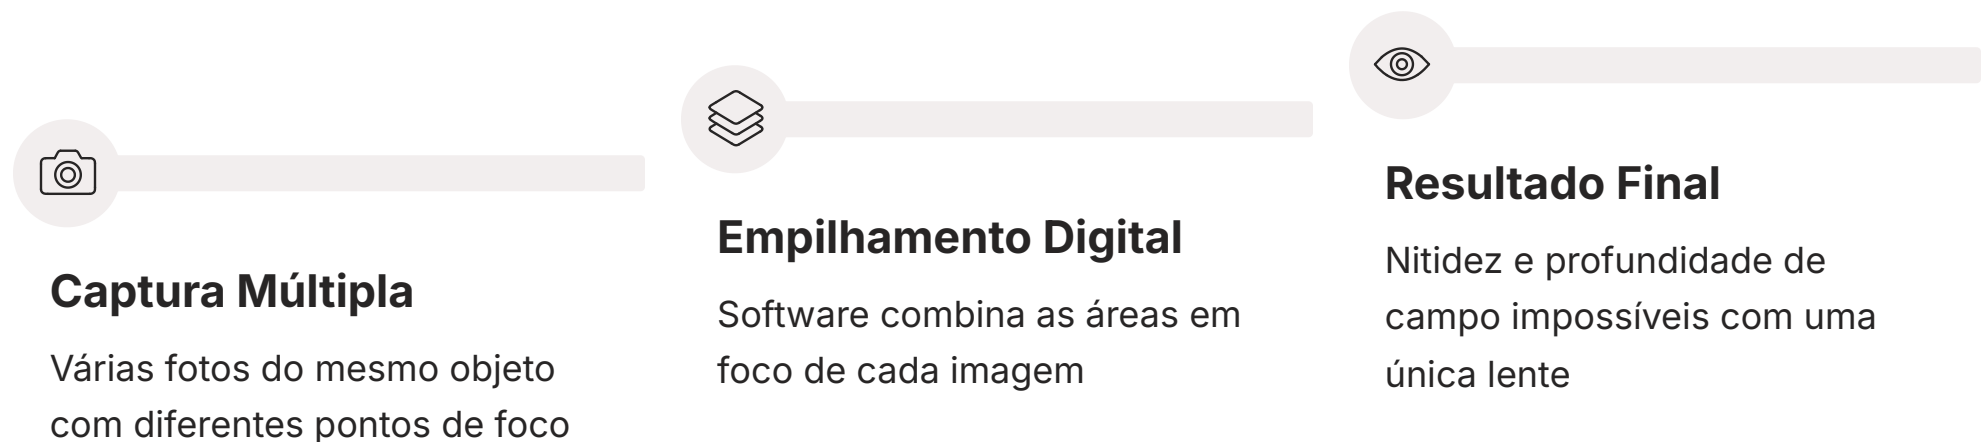 Captura Múltipla
Várias fotos do mesmo objeto
com diferentes pontos de foco
Empilhamento Digital
Software combina as áreas em
foco de cada imagem
Resultado Final
Nitidez e profundidade de
campo impossíveis com uma
única lente